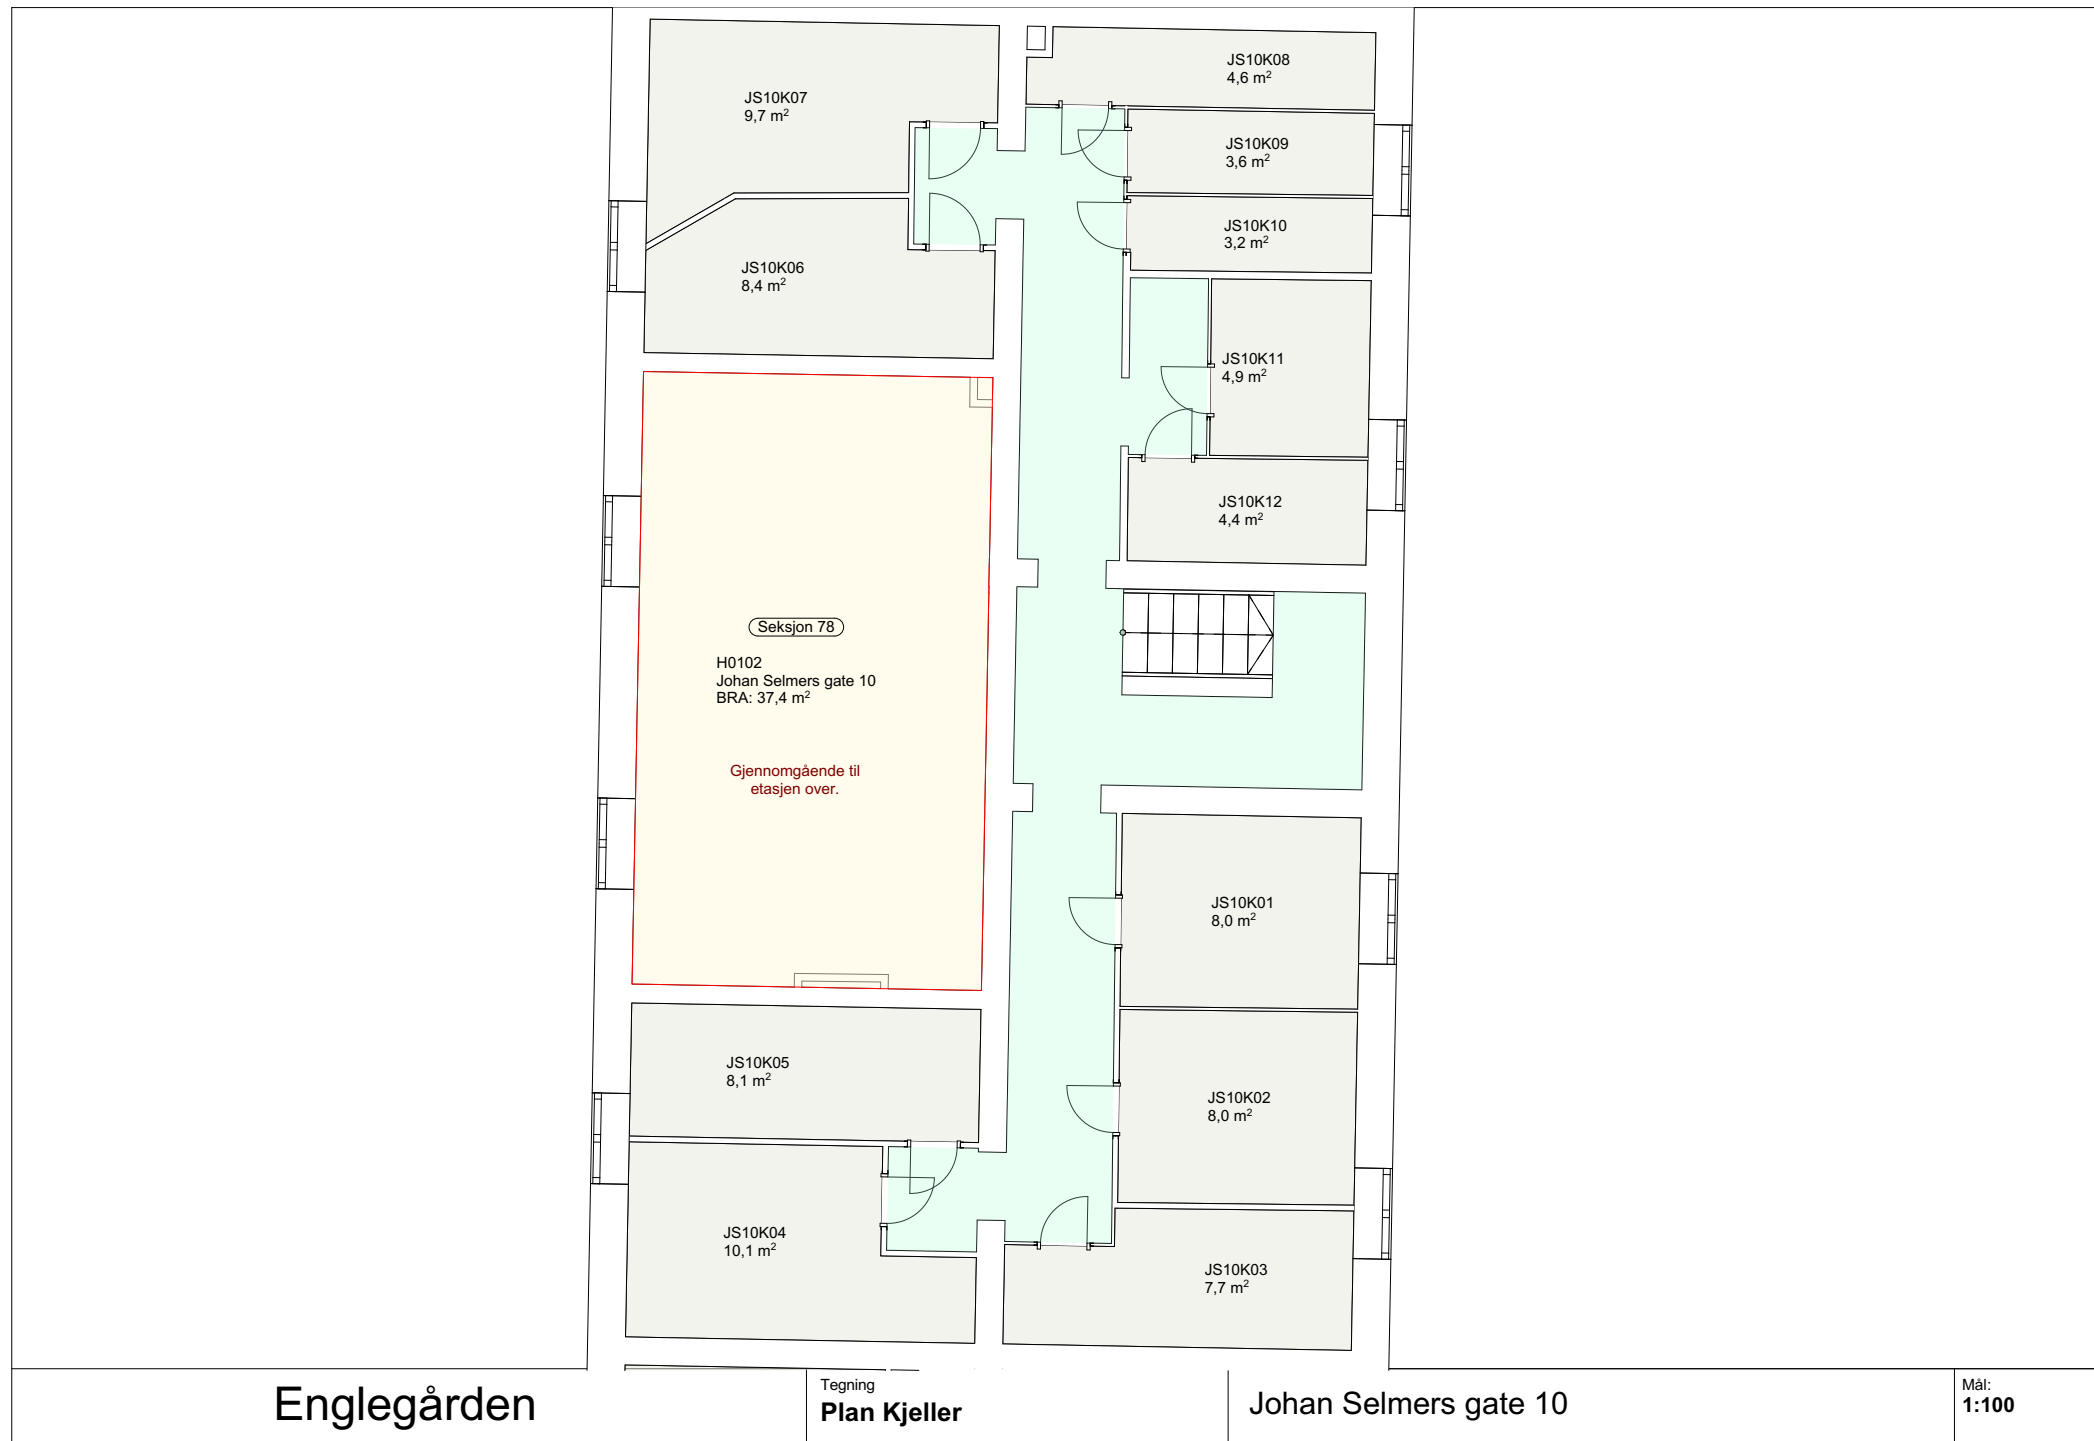 JS10K08
4,6 m²
JS10K07
9,7 m²
JS10K09
3,6 m²
JS10K10
3,2 m²
JS10K06
8,4 m²
JS10K11
4,9 m²
JS10K12
4,4 m²
Seksjon 78
H0102
Johan Selmers gate 10
BRA: 37,4 m²
Gjennomgående til
etasjen over.
JS10K01
8,0 m²
JS10K05
8,1 m²
JS10K02
8,0 m²
JS10K04
10,1 m²
JS10K03
7,7 m²
Englegården
Tegning
Plan Kjeller
Johan Selmers gate 10
Mål:
1:100